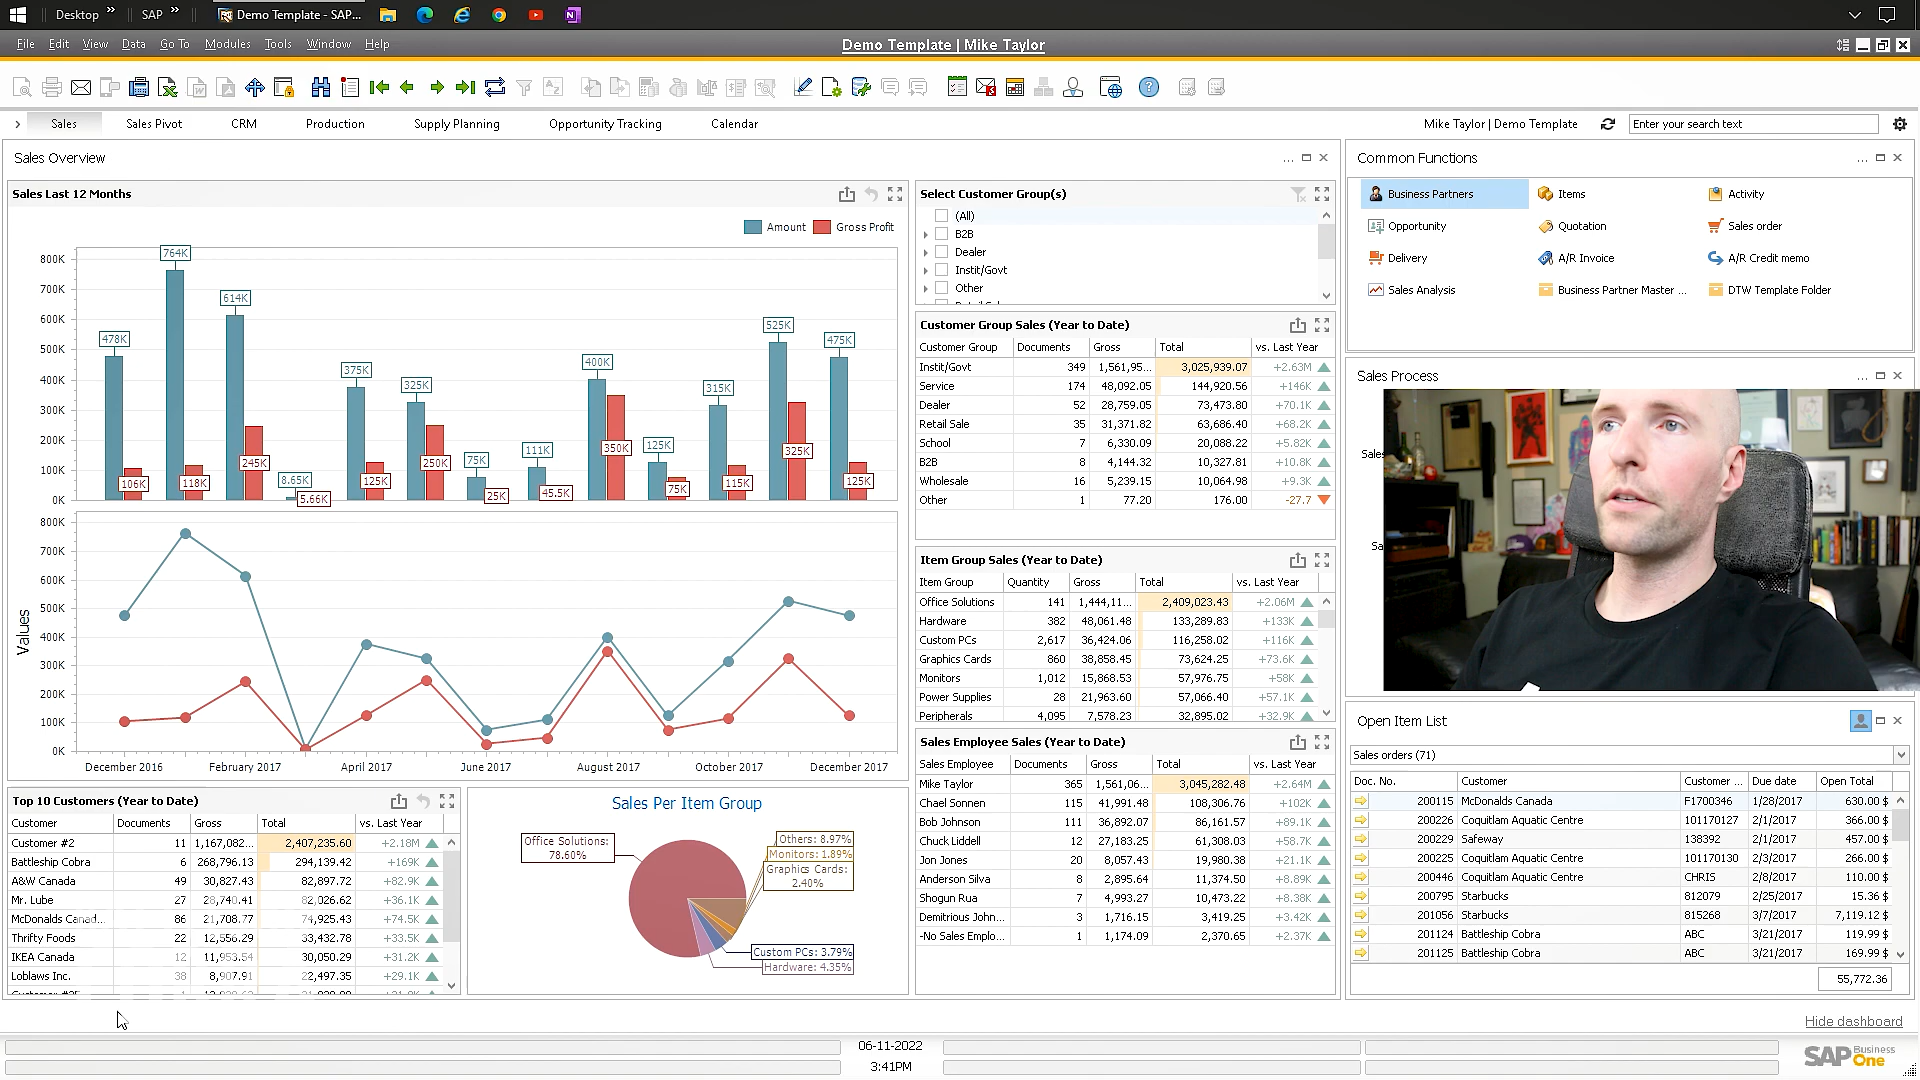 Desktop » SAP » Demo Template - SAP...
File Edit View Data Go To Modules Tools Window Help
Demo Template | Mike Taylor
Sales Sales Pivot CRM Production Supply Planning Opportunity Tracking Calendar
Mike Taylor | Demo Template Enter your search text
Sales Overview
Sales Last 12 Months
Amount Gross Profit
800K
700K
600K
500K
400K
300K
200K
100K
0K
478K 764K 614K 8.65K 375K 325K 75K 111K 400K 125K 315K 525K 475K
106K 118K 245K 5.66K 125K 250K 25K 45.5K 350K 75K 115K 325K 125K
Values
800K
700K
600K
500K
400K
300K
200K
100K
0K
December 2016 February 2017 April 2017 June 2017 August 2017 October 2017 December 2017
Top 10 Customers (Year to Date)
Customer Documents Gross Total vs. Last Year
Customer #2 11 1,167,082... 2,407,235.60 +2.18M
Battleship Cobra 6 268,796.13 294,139.42 +169K
A&W Canada 49 30,827.43 82,897.72 +82.9K
Mr. Lube 27 28,740.41 82,026.62 +36.1K
McDonalds Canad... 86 21,708.77 74,925.43 +74.5K
Thrifty Foods 22 12,556.29 33,432.78 +33.5K
IKEA Canada 12 11,953.54 30,050.29 +31.2K
Loblaws Inc. 38 8,907.91 22,497.35 +29.1K
Sales Per Item Group
Office Solutions: 78.60%
Others: 8.97%
Monitors: 1.89%
Graphics Cards: 2.40%
Custom PCs: 3.79%
Hardware: 4.35%
Select Customer Group(s)
(All)
B2B
Dealer
Instit/Govt
Other
Customer Group Sales (Year to Date)
Customer Group Documents Gross Total vs. Last Year
Instit/Govt 349 1,561,95... 3,025,939.07 +2.63M
Service 174 48,092.05 144,920.56 +146K
Dealer 52 28,759.05 73,473.80 +70.1K
Retail Sale 35 31,371.82 63,686.40 +68.2K
School 7 6,330.09 20,088.22 +5.82K
B2B 8 4,144.32 10,327.81 +10.8K
Wholesale 16 5,239.15 10,064.98 +9.3K
Other 1 77.20 176.00 -27.7
Item Group Sales (Year to Date)
Item Group Quantity Gross Total vs. Last Year
Office Solutions 141 1,444,11... 2,409,023.43 +2.06M
Hardware 382 48,061.48 133,289.83 +133K
Custom PCs 2,617 36,424.06 116,258.02 +116K
Graphics Cards 860 38,858.45 73,624.25 +73.6K
Monitors 1,012 15,868.53 57,976.75 +58K
Power Supplies 28 21,963.60 57,066.40 +57.1K
Peripherals 4,095 7,578.23 32,895.02 +32.9K
Sales Employee Sales (Year to Date)
Sales Employee Documents Gross Total vs. Last Year
Mike Taylor 365 1,561,06... 3,045,282.48 +2.64M
Chael Sonnen 115 41,991.48 108,306.76 +102K
Bob Johnson 111 36,892.07 86,161.57 +89.1K
Chuck Liddell 12 27,183.25 61,308.03 +58.7K
Jon Jones 20 8,057.43 19,980.38 +21.1K
Anderson Silva 8 2,895.64 11,374.50 +8.89K
Shogun Rua 7 4,993.27 10,473.22 +8.38K
Demitrious John... 3 1,716.15 3,419.25 +3.42K
-No Sales Emplo... 1 1,174.09 2,370.65 +2.37K
Common Functions
Business Partners Items Activity
Opportunity Quotation Sales order
Delivery A/R Invoice A/R Credit memo
Sales Analysis Business Partner Master ... DTW Template Folder
Sales Process
Sales
Sa
Open Item List
Sales orders (71)
Doc. No. Customer Customer ... Due date Open Total
200115 McDonalds Canada F1700346 1/28/2017 630.00 $
200226 Coquitlam Aquatic Centre 101170127 2/1/2017 366.00 $
200229 Safeway 138392 2/1/2017 457.00 $
200225 Coquitlam Aquatic Centre 101170130 2/3/2017 266.00 $
200446 Coquitlam Aquatic Centre CHRIS 2/8/2017 110.00 $
200795 Starbucks 812079 2/25/2017 15.36 $
201056 Starbucks 815268 3/7/2017 7,119.12 $
201124 Battleship Cobra ABC 3/21/2017 119.99 $
201125 Battleship Cobra ABC 3/21/2017 169.99 $
55,772.36
Hide dashboard
06-11-2022
3:41PM
SAP Business One